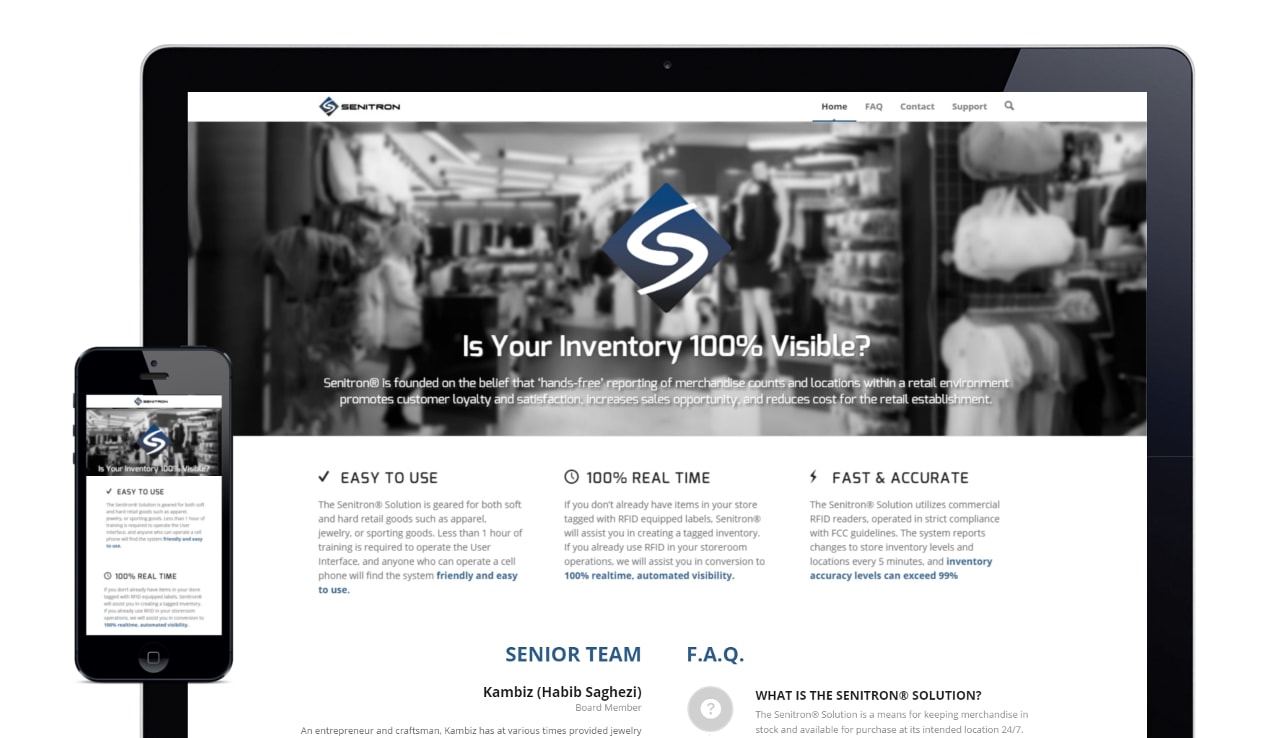 SENITRON
Home FAQ Contact Support
Is Your Inventory 100% Visible?
Senitron® is founded on the belief that 'hands-free' reporting of merchandise counts and locations within a retail environment
promotes customer loyalty and satisfaction, increases sales opportunity, and reduces cost for the retail establishment.
EASY TO USE
The Senitron® Solution is geared for both soft
and hard retail goods such as apparel,
jewelry, or sporting goods. Less than 1 hour of
training is required to operate the User
Interface, and anyone who can operate a cell
phone will find the system friendly and easy
to use.
100% REAL TIME
If you don't already have items in your store
tagged with RFID equipped labels, Senitron®
will assist you in creating a tagged inventory.
If you already use RFID in your storeroom
operations, we will assist you in conversion to
100% realtime, automated visibility.
FAST & ACCURATE
The Senitron® Solution utilizes commercial
RFID readers, operated in strict compliance
with FCC guidelines. The system reports
changes to store inventory levels and
locations every 5 minutes, and inventory
accuracy levels can exceed 99%
SENIOR TEAM
Kambiz (Habib Saghezi)
Board Member
An entrepreneur and craftsman, Kambiz has at various times provided jewelry
F.A.Q.
?
WHAT IS THE SENITRON® SOLUTION?
The Senitron® Solution is a means for keeping merchandise in
stock and available for purchase at its intended location 24/7.
SENITRON
Is Your Inventory 100% Visible?
EASY TO USE
The Senitron® Solution is geared for both soft
and hard retail goods such as apparel,
jewelry, or sporting goods. Less than 1 hour of
training is required to operate the User
Interface, and anyone who can operate a cell
phone will find the system friendly and easy
to use.
100% REAL TIME
If you don't already have items in your store
tagged with RFID equipped labels, Senitron®
will assist you in creating a tagged inventory.
If you already use RFID in your storeroom
operations, we will assist you in conversion to
100% realtime, automated visibility.